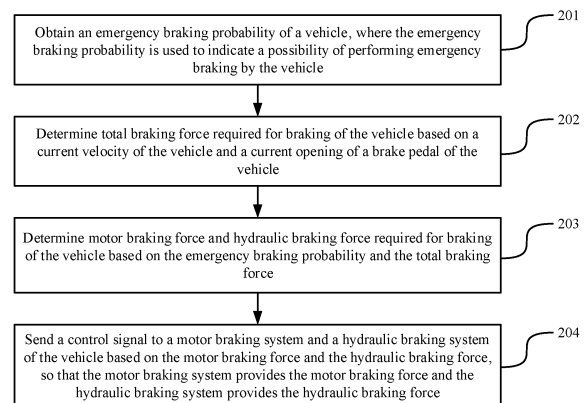 201
Obtain an emergency braking probability of a vehicle, where the emergency
braking probability is used to indicate a possibility of performing emergency
braking by the vehicle
202
Determine total braking force required for braking of the vehicle based on a
current velocity of the vehicle and a current opening of a brake pedal of the
vehicle
203
Determine motor braking force and hydraulic braking force required for braking
of the vehicle based on the emergency braking probability and the total braking
force
204
Send a control signal to a motor braking system and a hydraulic braking system
of the vehicle based on the motor braking force and the hydraulic braking force,
so that the motor braking system provides the motor braking force and the
hydraulic braking system provides the hydraulic braking force